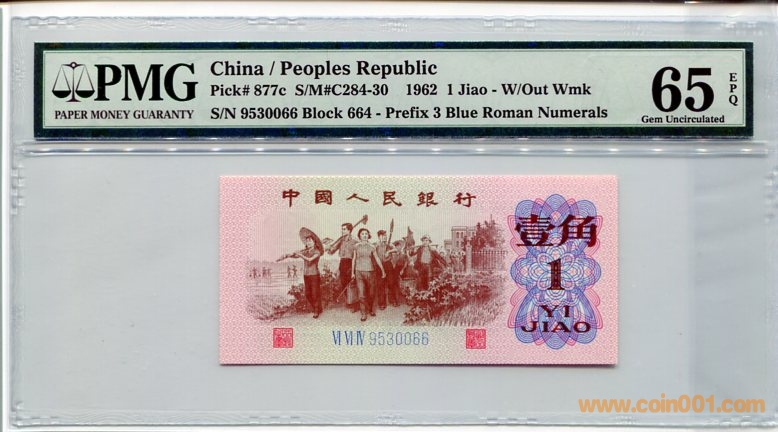 PMG
PAPER MONEY GUARANTY
China / Peoples Republic
Pick# 877c S/M#C284-30 1962 1 Jiao - W/Out Wmk
S/N 9530066 Block 664 - Prefix 3 Blue Roman Numerals
65 EPQ
Gem Uncirculated
中國人民銀行
壹角
1
YI
JIAO
VI VI IV 9530066
www.coin001.com